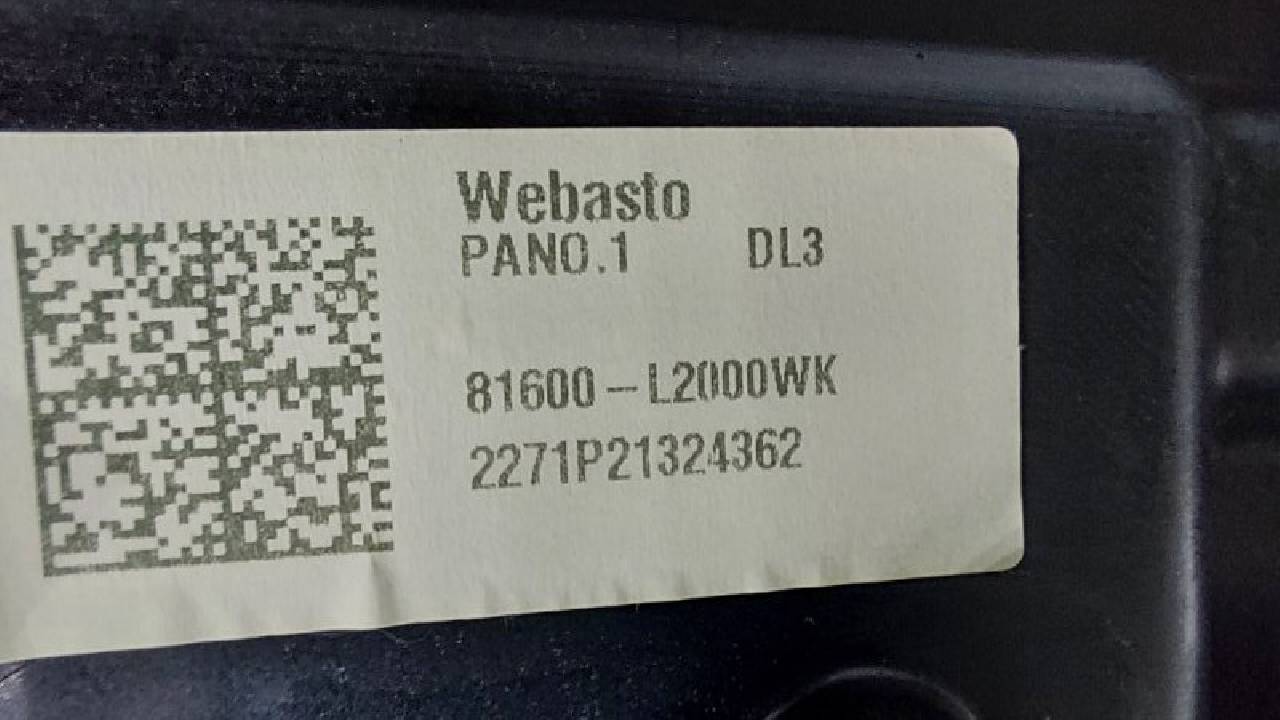 Webasto
PANO.1 DL3
81600-L2000WK
2271P21324362